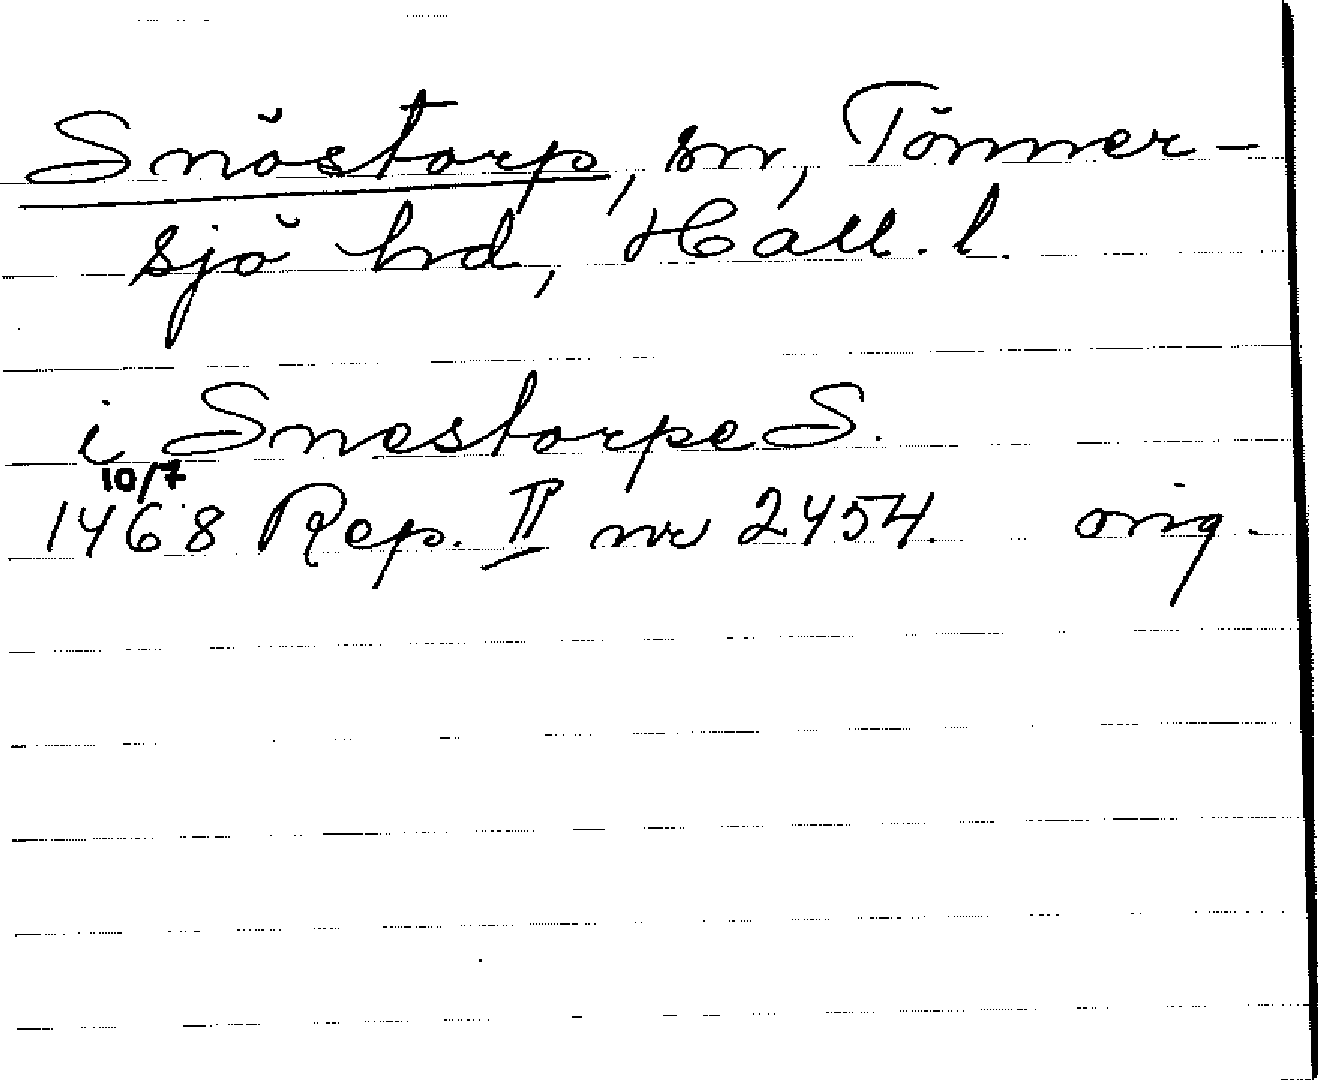 Snöstorp, sn, Tönner-
sjö hd, Hall. l.
i Snestorpe S.
10/7
1468 Rep. II nr 2454. orig.